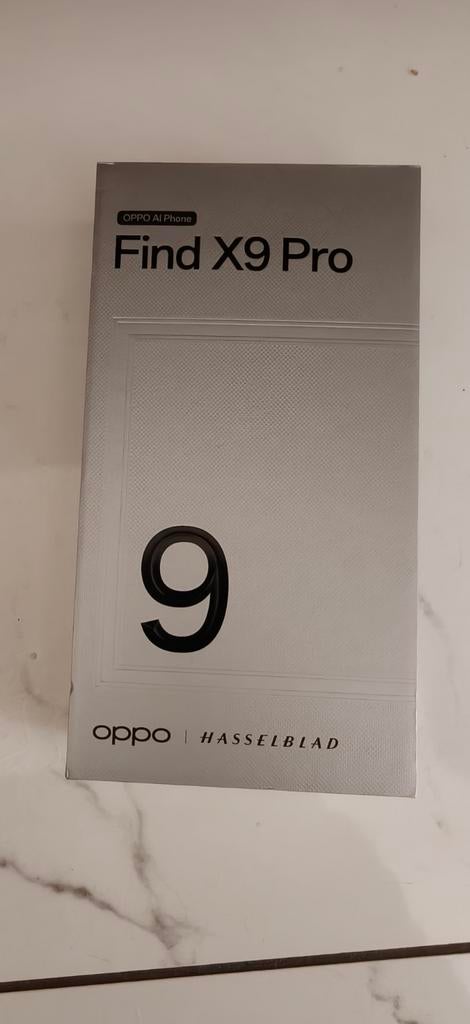 OPPO AI Phone
Find X9 Pro
9
oppo | HASSELBLAD